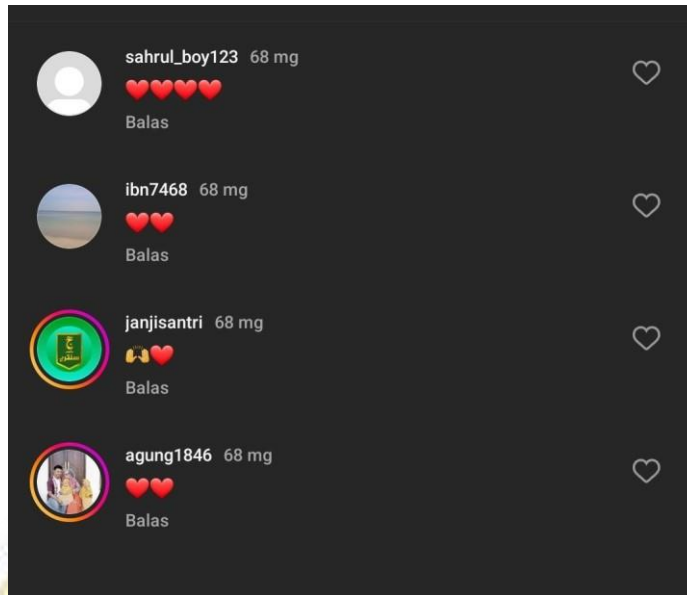 sahrul_boy123 68 mg
❤️❤️❤️❤️
Balas
ibn7468 68 mg
❤️❤️
Balas
janjisantri 68 mg
🙌❤️
Balas
agung1846 68 mg
❤️❤️
Balas